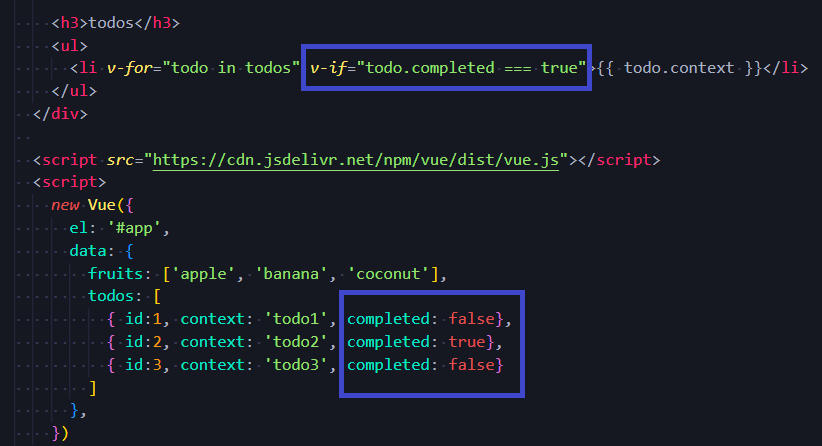 <h3>todos</h3>
<ul>
<li v-for="todo in todos" v-if="todo.completed === true">{{ todo.context }}</li>
</ul>
</div>
<script src="https://cdn.jsdelivr.net/npm/vue/dist/vue.js"></script>
<script>
new Vue({
el: '#app',
data: {
fruits: ['apple', 'banana', 'coconut'],
todos: [
{ id:1, context: 'todo1', completed: false},
{ id:2, context: 'todo2', completed: true},
{ id:3, context: 'todo3', completed: false}
]
},
})